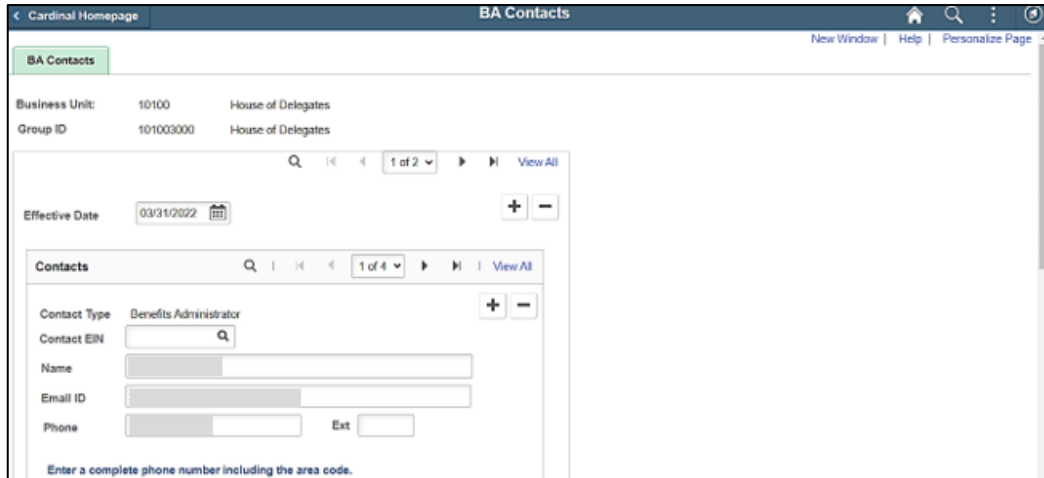 Cardinal Homepage
BA Contacts
New Window | Help | Personalize Page
BA Contacts
Business Unit: 10100 House of Delegates
Group ID 101003000 House of Delegates
1 of 2 View All
Effective Date 03/31/2022
Contacts 1 of 4 View All
Contact Type Benefits Administrator
Contact EIN
Name
Email ID
Phone Ext
Enter a complete phone number including the area code.